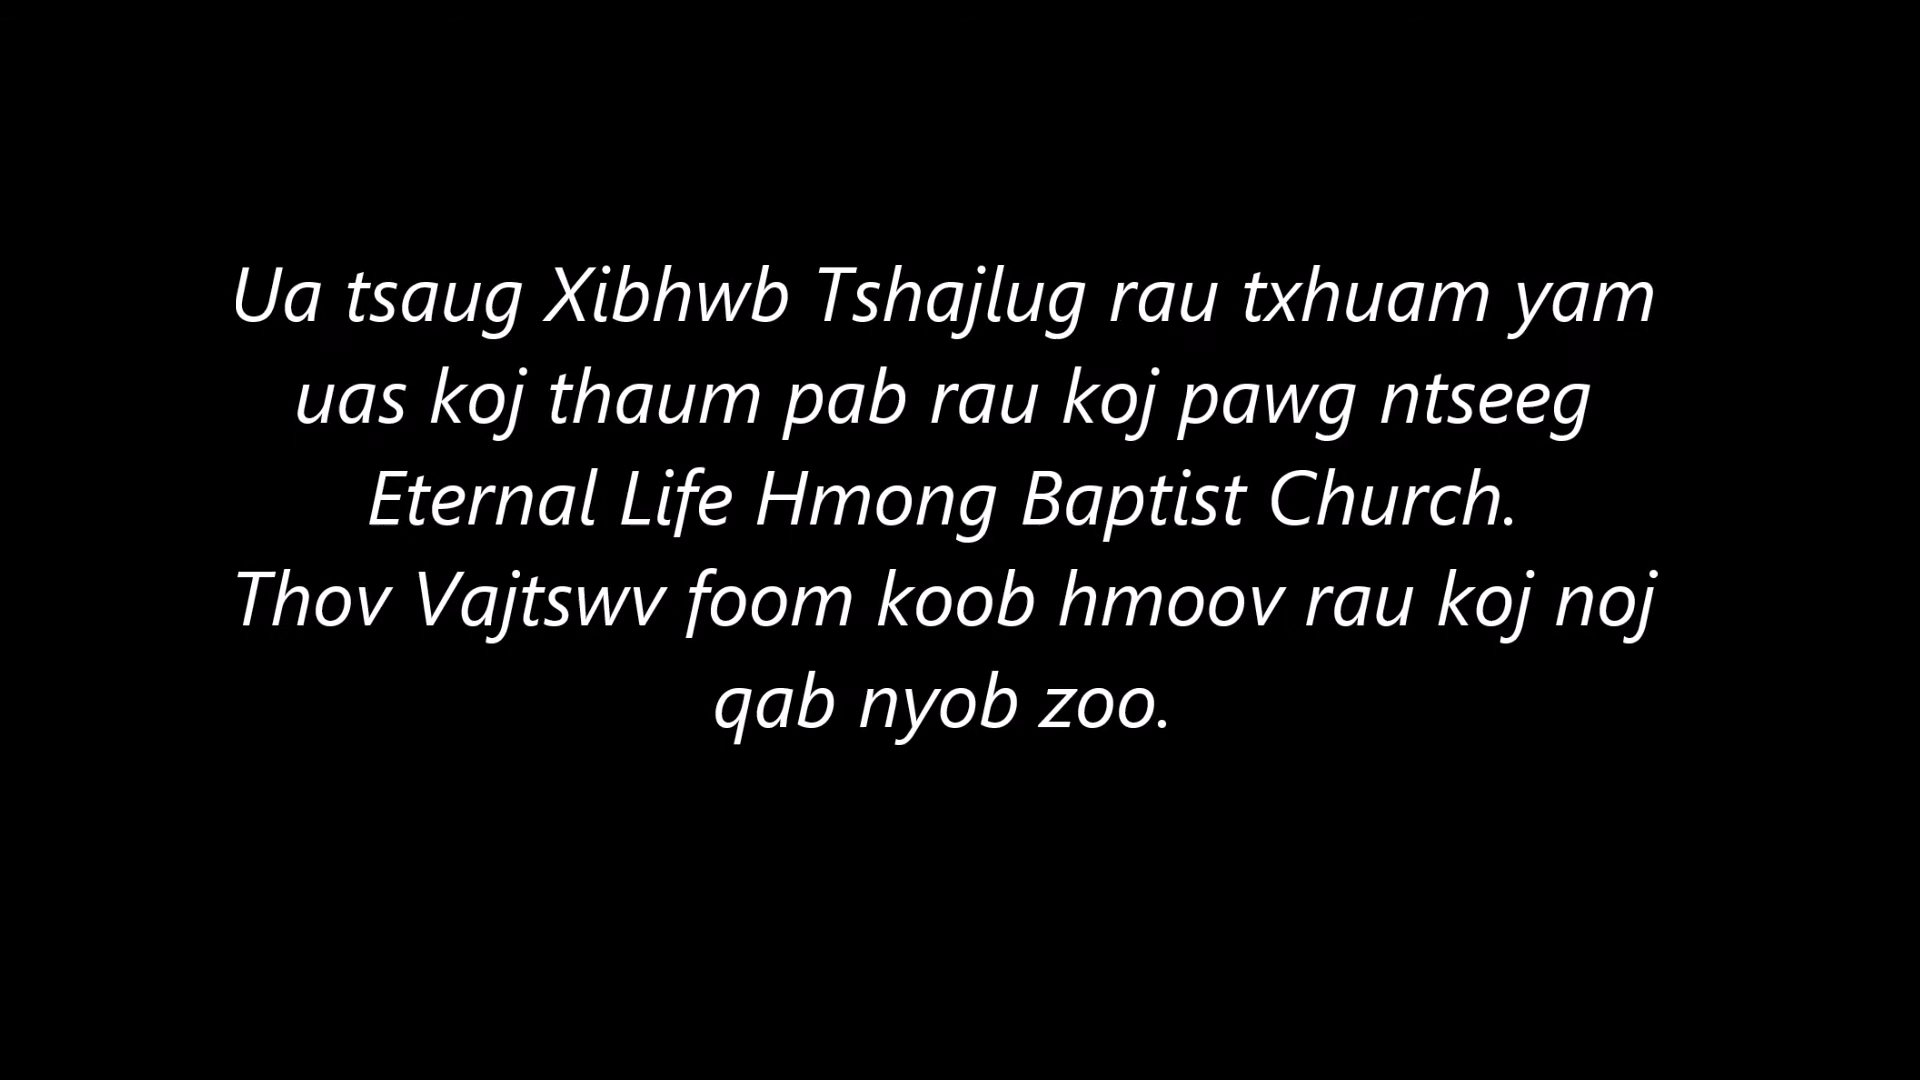 Ua tsaug Xibhwb Tshajlug rau txhuam yam
uas koj thaum pab rau koj pawg ntseeg
Eternal Life Hmong Baptist Church.
Thov Vajtswv foom koob hmoov rau koj noj
qab nyob zoo.